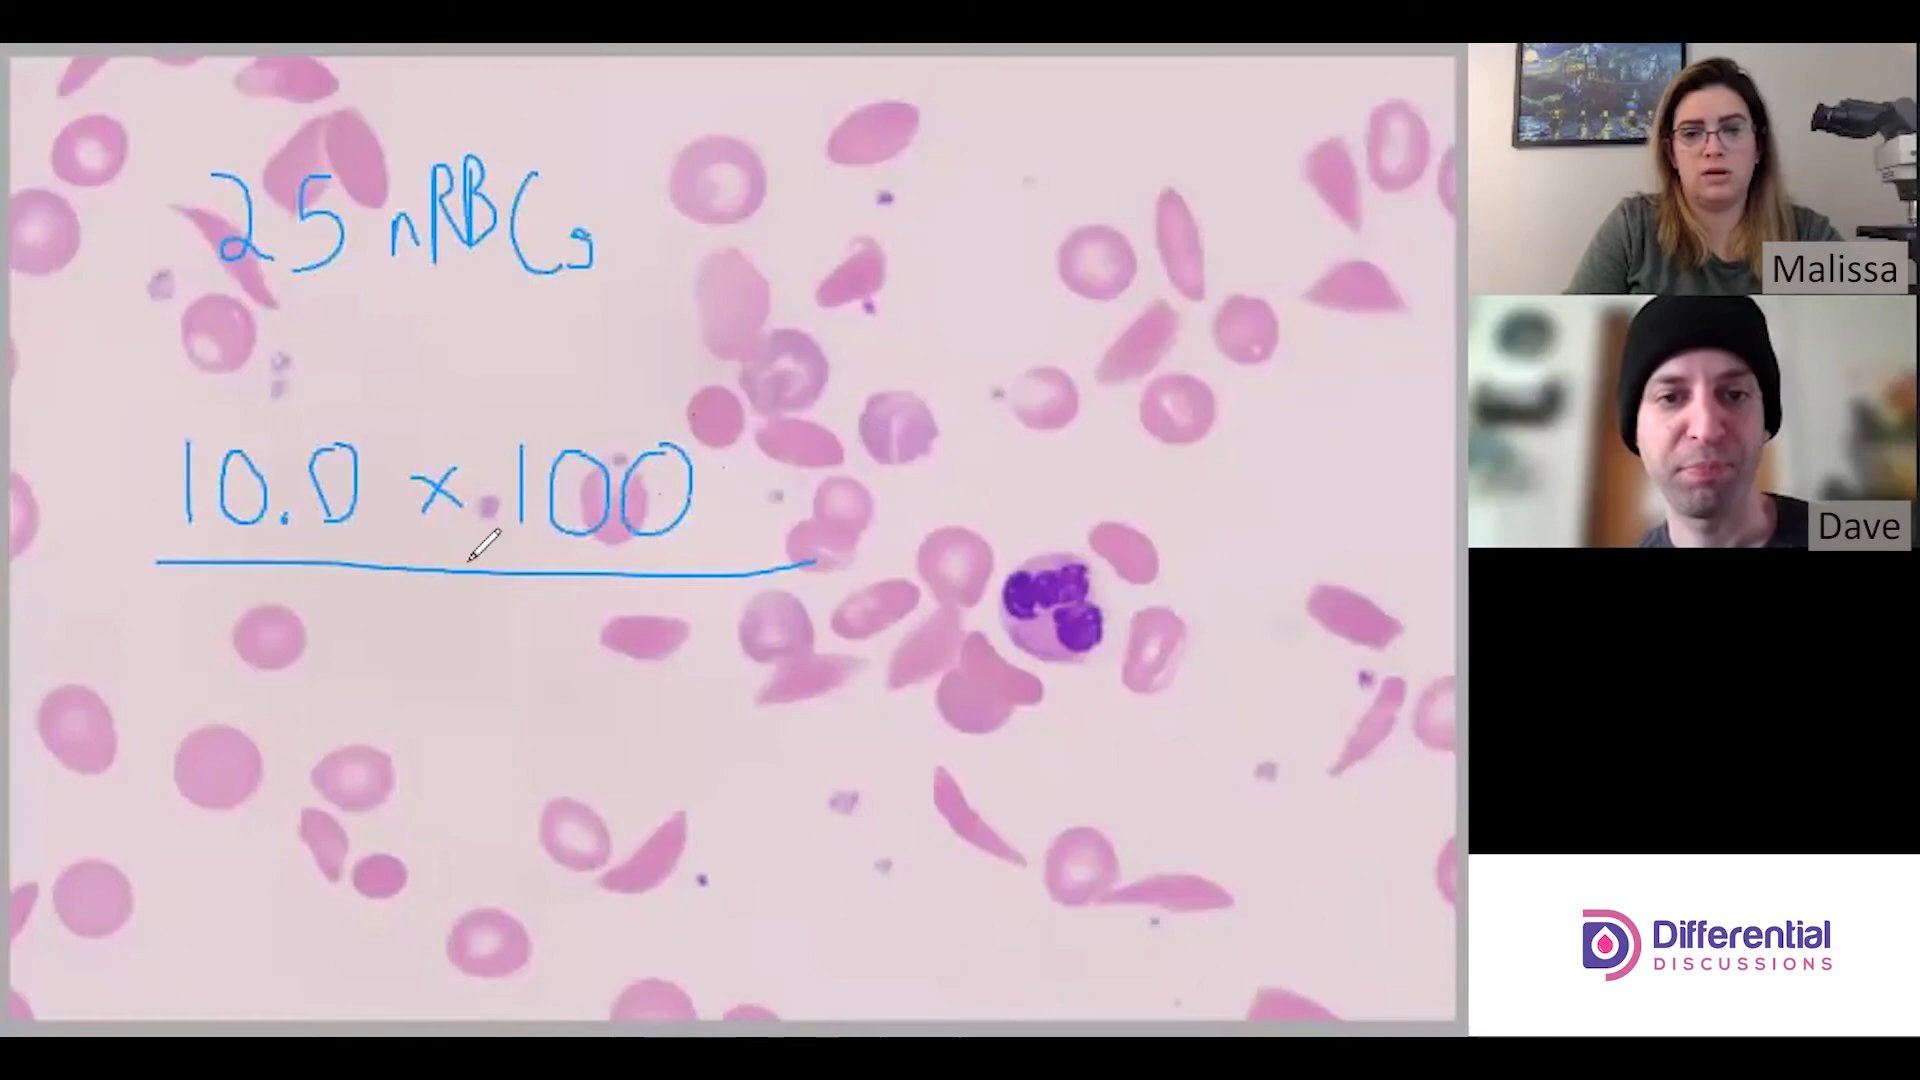 25 nRBCs
10.0 x 100
Malissa
Dave
Differential
DISCUSSIONS